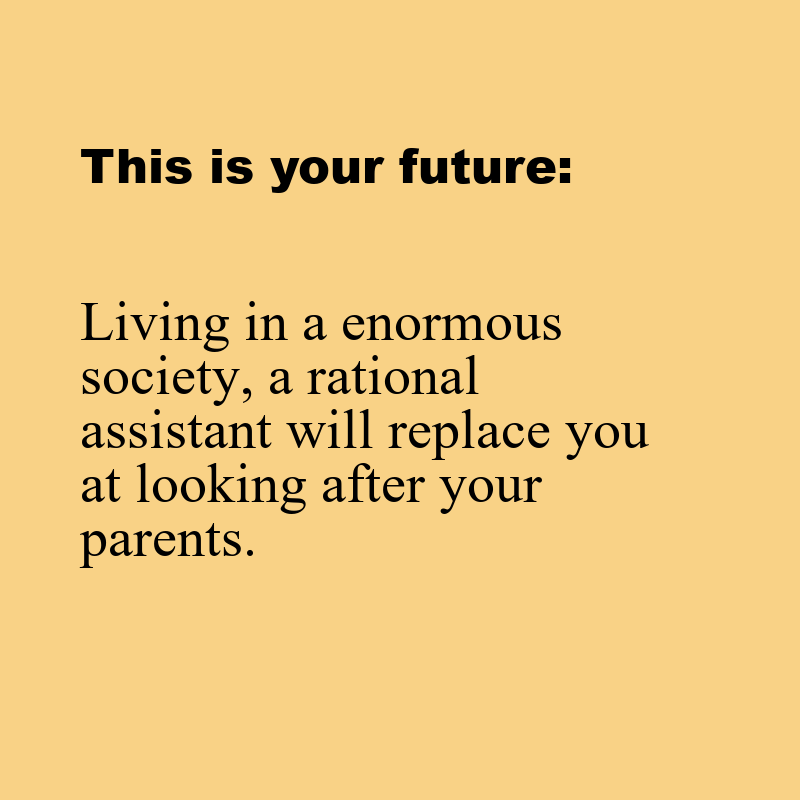 This is your future:
Living in a enormous
society, a rational
assistant will replace you
at looking after your
parents.